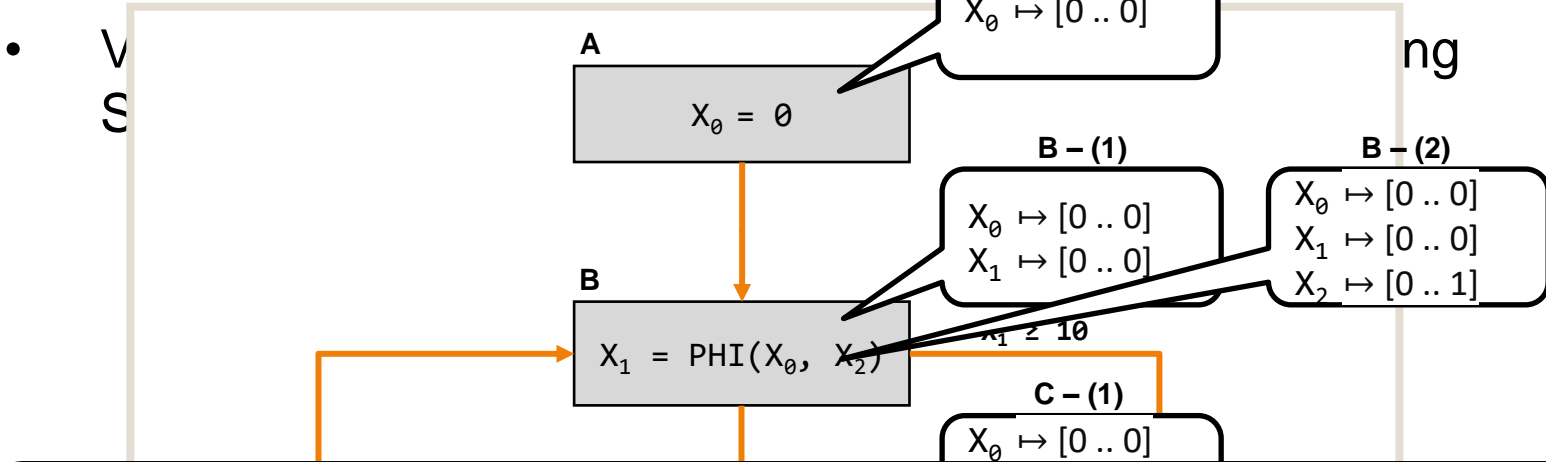 X₀ ↦ [0 .. 0]
• V
ng
S
A
X₀ = 0
B – (1)
X₀ ↦ [0 .. 0]
X₁ ↦ [0 .. 0]
B – (2)
X₀ ↦ [0 .. 0]
X₁ ↦ [0 .. 0]
X₂ ↦ [0 .. 1]
B
X₁ = PHI(X₀, X₂)
X₁ ≥ 10
C – (1)
X₀ ↦ [0 .. 0]